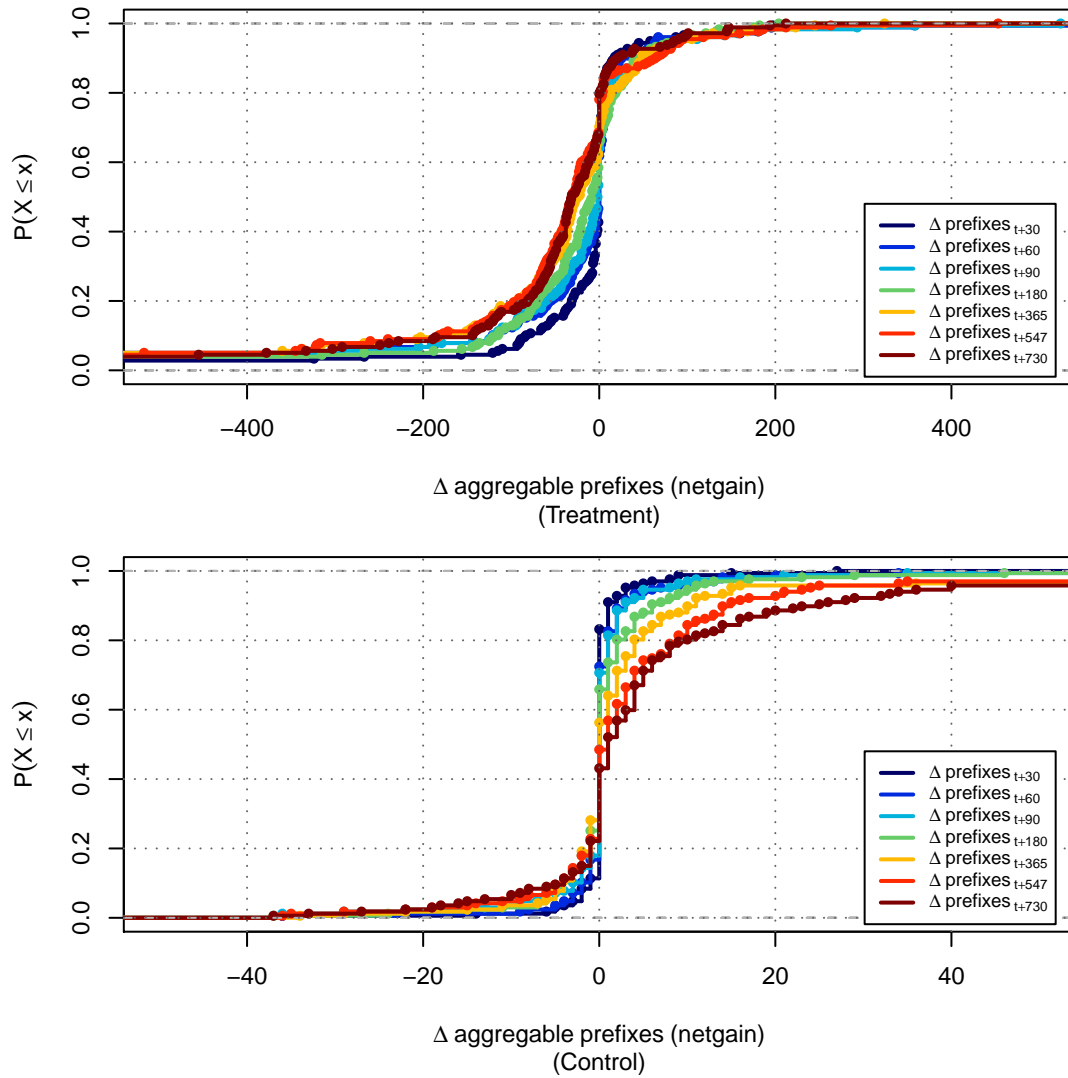 1.0
0.8
0.6
0.4
0.2
0.0
P(X ≤ x)
−400
−200
0
200
400
Δ aggregable prefixes (netgain)
(Treatment)
Δ prefixes t+30
Δ prefixes t+60
Δ prefixes t+90
Δ prefixes t+180
Δ prefixes t+365
Δ prefixes t+547
Δ prefixes t+730
1.0
0.8
0.6
0.4
0.2
0.0
P(X ≤ x)
−40
−20
0
20
40
Δ aggregable prefixes (netgain)
(Control)
Δ prefixes t+30
Δ prefixes t+60
Δ prefixes t+90
Δ prefixes t+180
Δ prefixes t+365
Δ prefixes t+547
Δ prefixes t+730